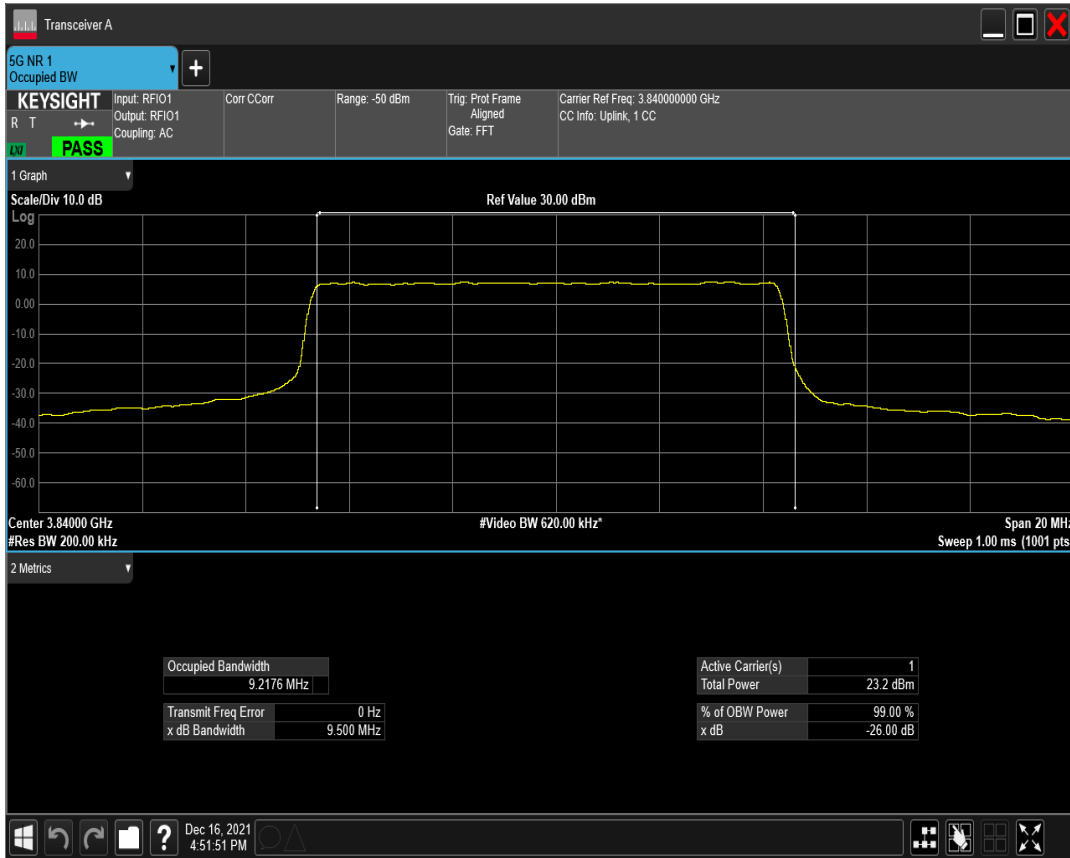 Transceiver A
5G NR 1
Occupied BW
+
KEYSIGHT
R T
LXI
PASS
Input: RFIO1
Output: RFIO1
Coupling: AC
Corr CCorr
Range: -50 dBm
Trig: Prot Frame
Aligned
Gate: FFT
Carrier Ref Freq: 3.840000000 GHz
CC Info: Uplink, 1 CC
1 Graph
Scale/Div 10.0 dB
Ref Value 30.00 dBm
Log
20.0
10.0
0.00
-10.0
-20.0
-30.0
-40.0
-50.0
-60.0
Center 3.84000 GHz
#Video BW 620.00 kHz*
Span 20 MHz
#Res BW 200.00 kHz
Sweep 1.00 ms (1001 pts
2 Metrics
Occupied Bandwidth
9.2176 MHz
Transmit Freq Error 0 Hz
x dB Bandwidth 9.500 MHz
Active Carrier(s) 1
Total Power 23.2 dBm
% of OBW Power 99.00 %
x dB -26.00 dB
?
Dec 16, 2021
4:51:51 PM